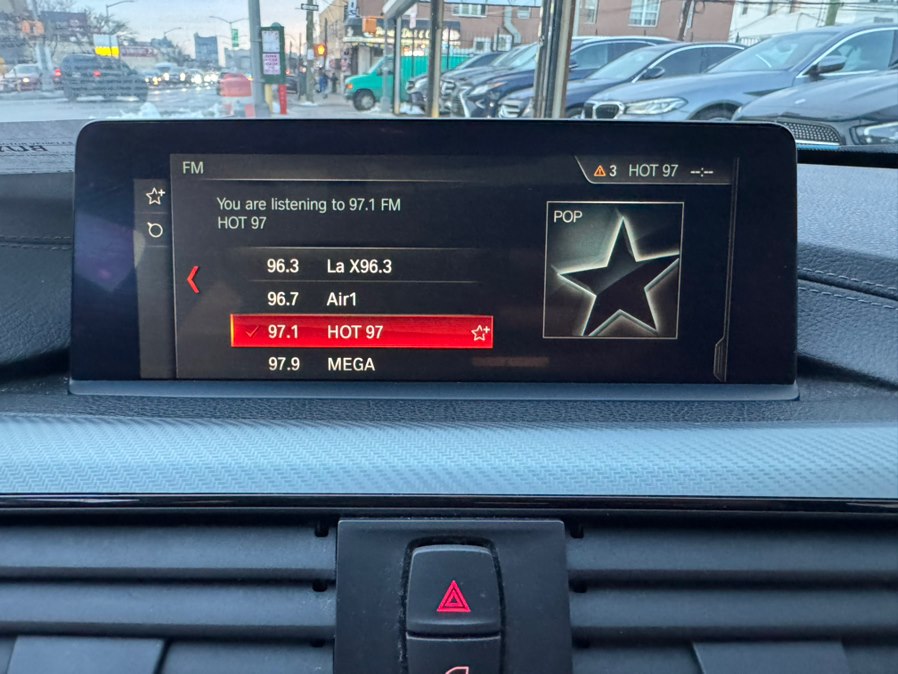 FM
3 HOT 97 --:--
You are listening to 97.1 FM
HOT 97
POP
96.3 La X96.3
96.7 Air1
97.1 HOT 97
97.9 MEGA